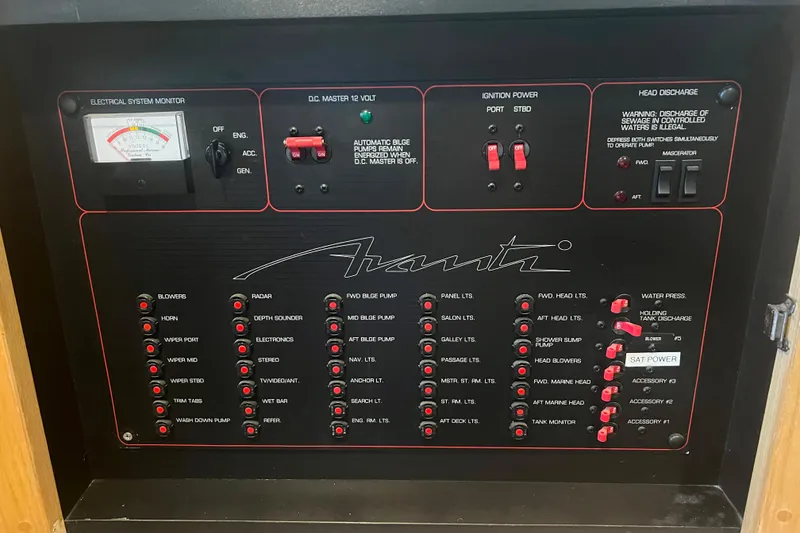 ELECTRICAL SYSTEM MONITOR
OFF
ENG.
ACC.
GEN.
D.C. MASTER 12 VOLT
AUTOMATIC BILGE
PUMPS REMAIN
ENERGIZED WHEN
D.C. MASTER IS OFF.
IGNITION POWER
PORT STBD
HEAD DISCHARGE
WARNING: DISCHARGE OF
SEWAGE IN CONTROLLED
WATERS IS ILLEGAL.
DEPRESS BOTH SWITCHES SIMULTANEOUSLY
TO OPERATE PUMP.
MASCERATOR
FWD.
AFT.
Avanti
BLOWERS
HORN
WIPER PORT
WIPER MID
WIPER STBD
TRIM TABS
WASH DOWN PUMP
RADAR
DEPTH SOUNDER
ELECTRONICS
STEREO
TV/VIDEO/ANT.
WET BAR
REFER.
FWD BILGE PUMP
MID BILGE PUMP
AFT BILGE PUMP
NAV. LTS.
ANCHOR LT.
SEARCH LT.
ENG. RM. LTS.
PANEL LTS.
SALON LTS.
GALLEY LTS.
PASSAGE LTS.
MSTR. ST. RM. LTS.
ST. RM. LTS.
AFT DECK LTS.
FWD. HEAD LTS.
AFT HEAD LTS.
SHOWER SUMP
PUMP
HEAD BLOWERS
FWD. MARINE HEAD
AFT MARINE HEAD
TANK MONITOR
WATER PRESS.
HOLDING
TANK DISCHARGE
BLOWER #5
SAT POWER
ACCESSORY #3
ACCESSORY #2
ACCESSORY #1